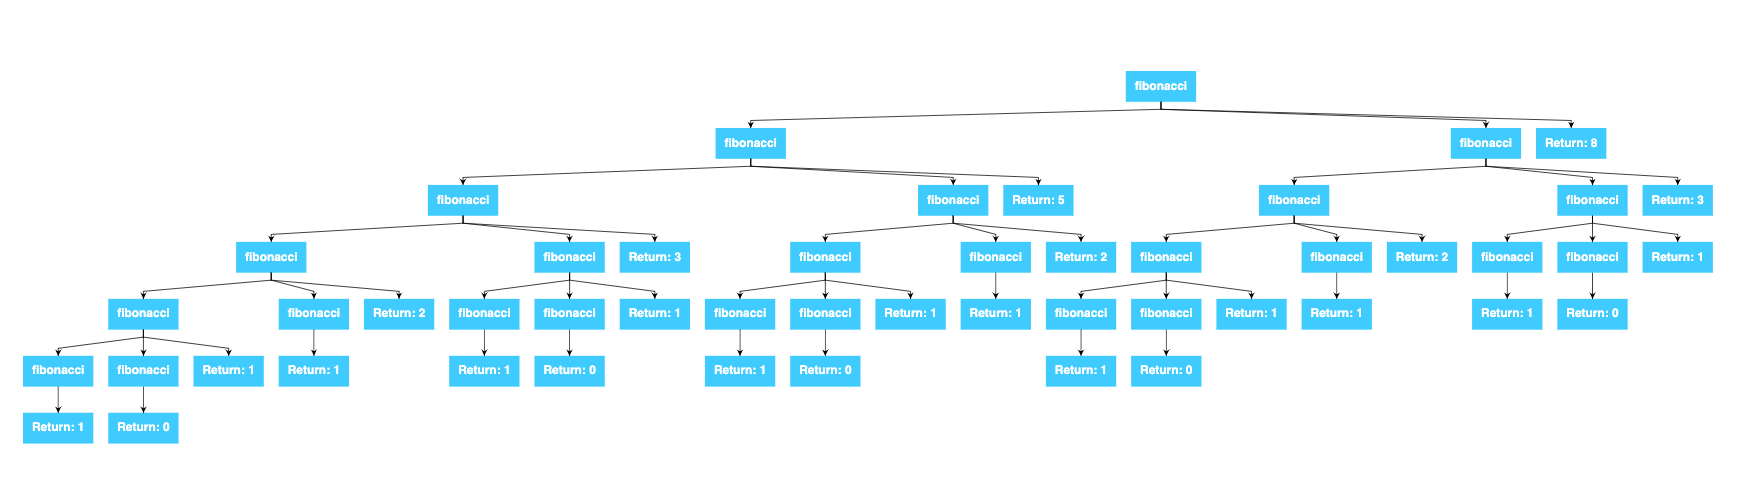 fibonacci
fibonacci fibonacci Return: 8
fibonacci fibonacci Return: 5 fibonacci fibonacci Return: 3
fibonacci fibonacci Return: 3 fibonacci fibonacci Return: 2 fibonacci fibonacci Return: 2 fibonacci fibonacci Return: 1
fibonacci fibonacci Return: 2 fibonacci fibonacci Return: 1 fibonacci fibonacci Return: 1 Return: 1 fibonacci fibonacci Return: 1 Return: 1 Return: 1 Return: 0
fibonacci fibonacci Return: 1 Return: 1 Return: 1 Return: 0 Return: 1 Return: 0 Return: 1 Return: 0
Return: 1 Return: 0